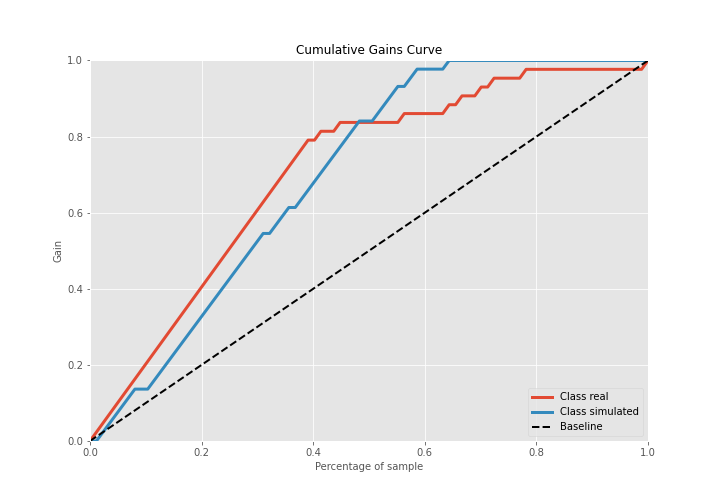 Cumulative Gains Curve
1.0
0.8
0.6
0.4
0.2
0.0
Gain
0.0 0.2 0.4 0.6 0.8 1.0
Percentage of sample
Class real
Class simulated
Baseline